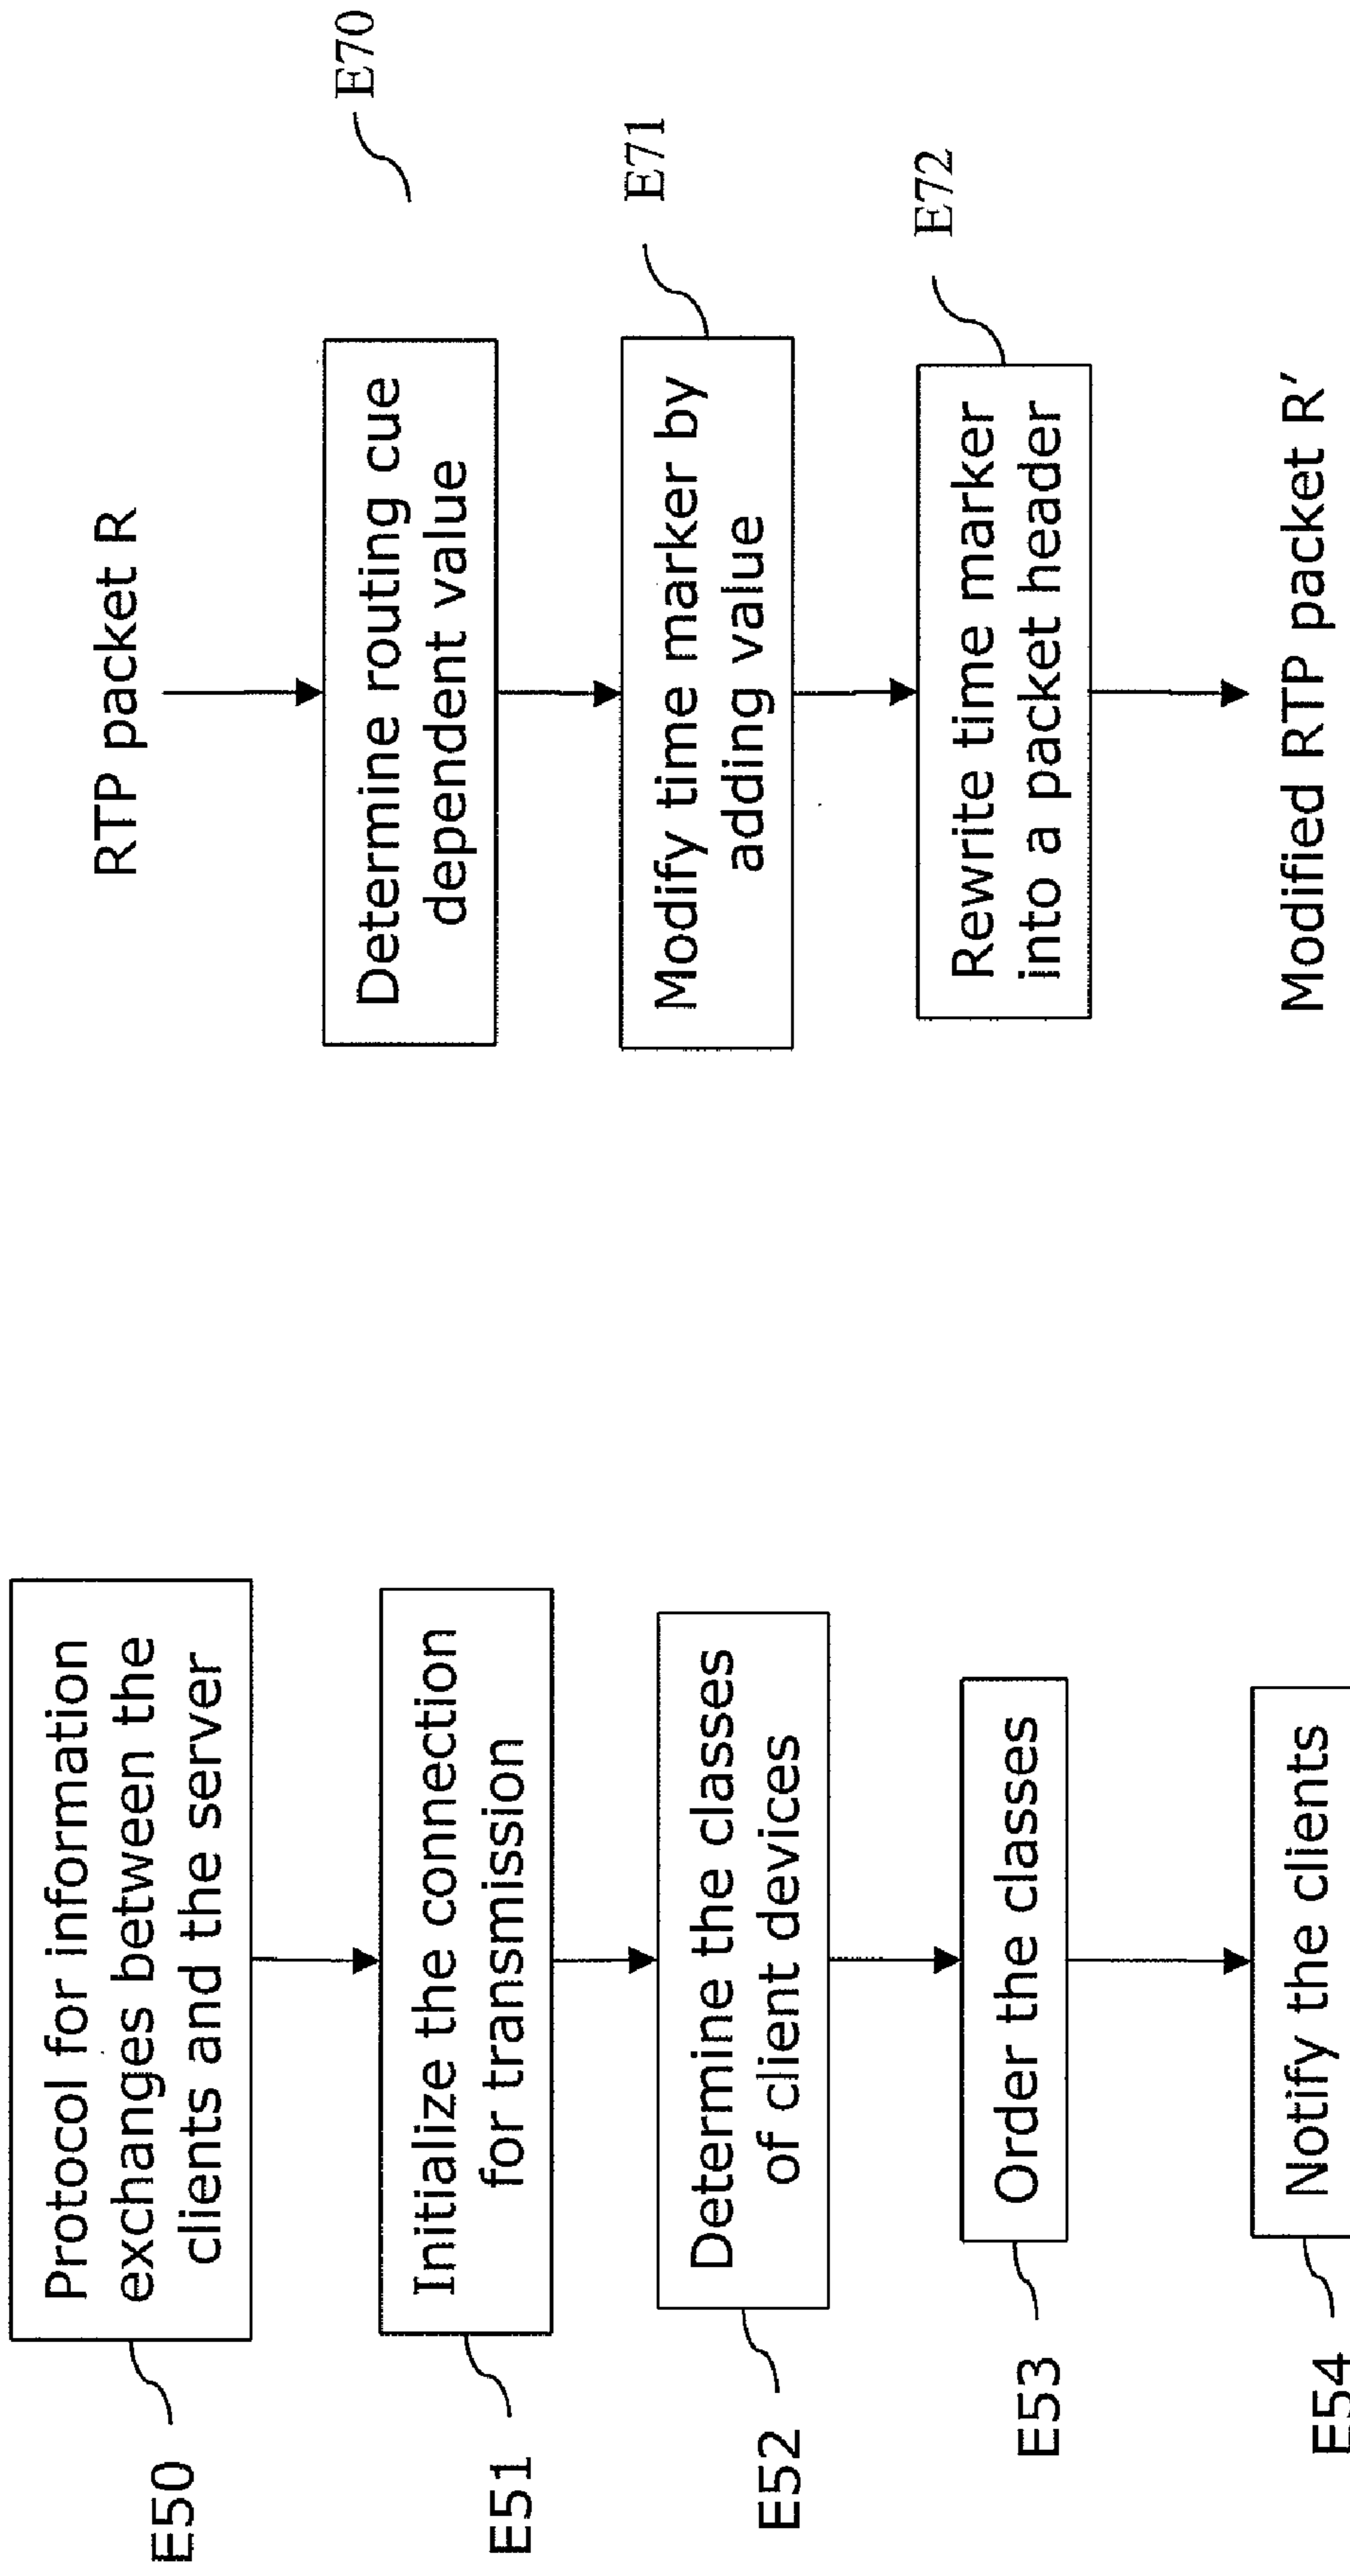 E50
Protocol for information
exchanges between the
clients and the server
E51
Initialize the connection
for transmission
E52
Determine the classes
of client devices
E53
Order the classes
E54
Notify the clients
RTP packet R
Determine routing cue
dependent value
E70
Modify time marker by
adding value
E71
Rewrite time marker
into a packet header
E72
Modified RTP packet R’